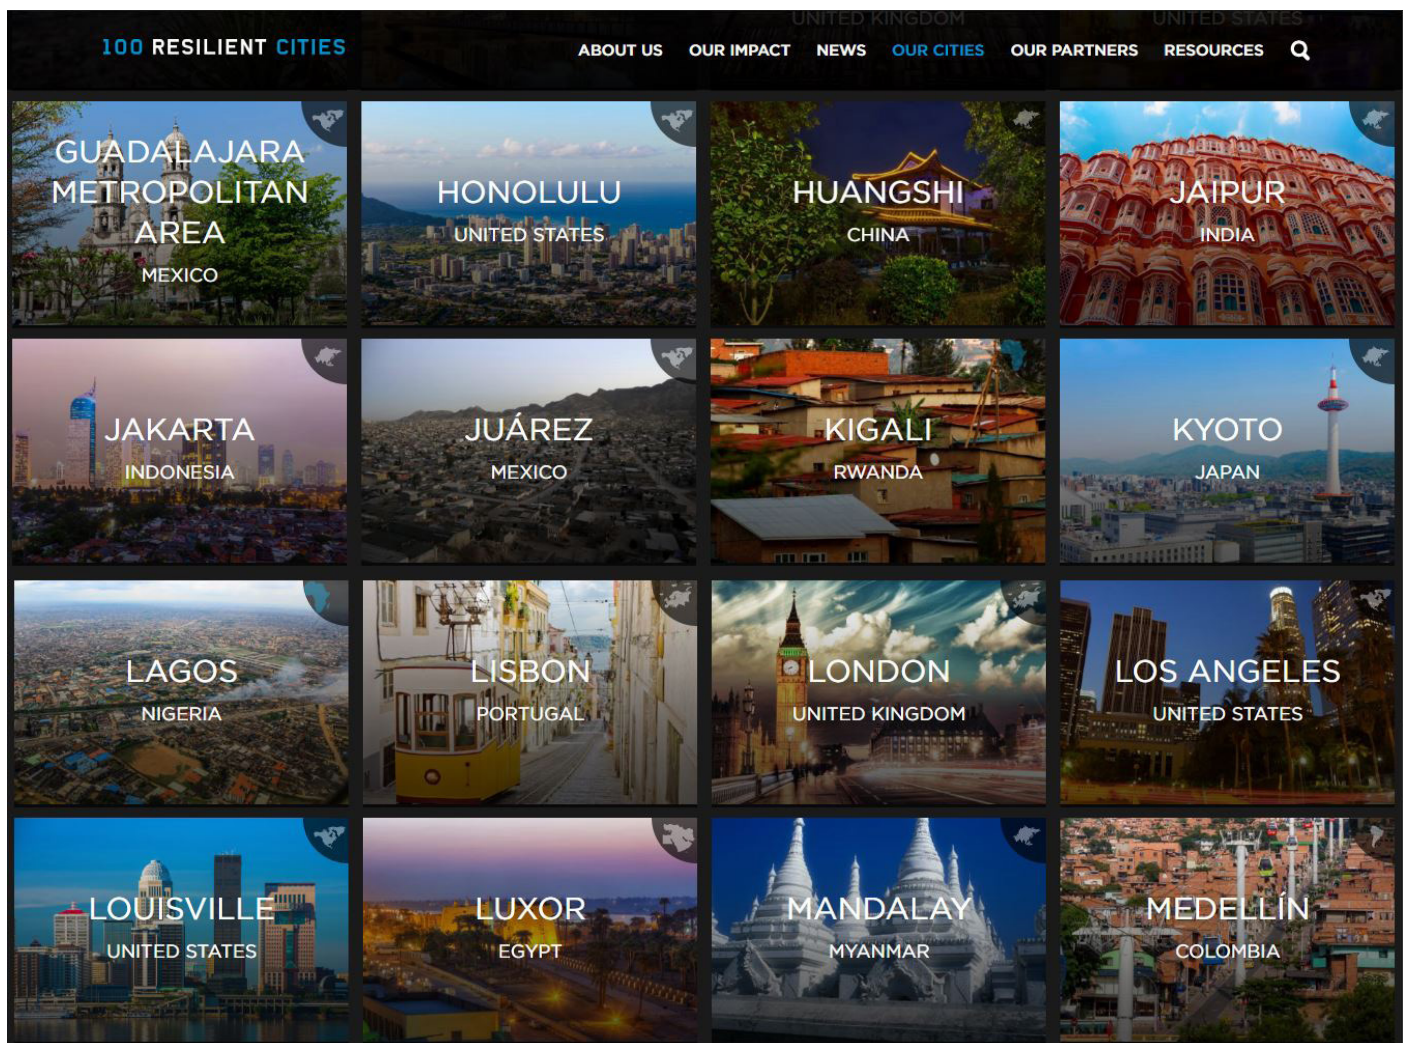 UNITED KINGDOM UNITED STATES
100 RESILIENT CITIES ABOUT US OUR IMPACT NEWS OUR CITIES OUR PARTNERS RESOURCES
GUADALAJARA
METROPOLITAN
AREA
MEXICO
HONOLULU
UNITED STATES
HUANGSHI
CHINA
JAIPUR
INDIA
JAKARTA
INDONESIA
JUÁREZ
MEXICO
KIGALI
RWANDA
KYOTO
JAPAN
LAGOS
NIGERIA
LISBON
PORTUGAL
LONDON
UNITED KINGDOM
LOS ANGELES
UNITED STATES
LOUISVILLE
UNITED STATES
LUXOR
EGYPT
MANDALAY
MYANMAR
MEDELLÍN
COLOMBIA